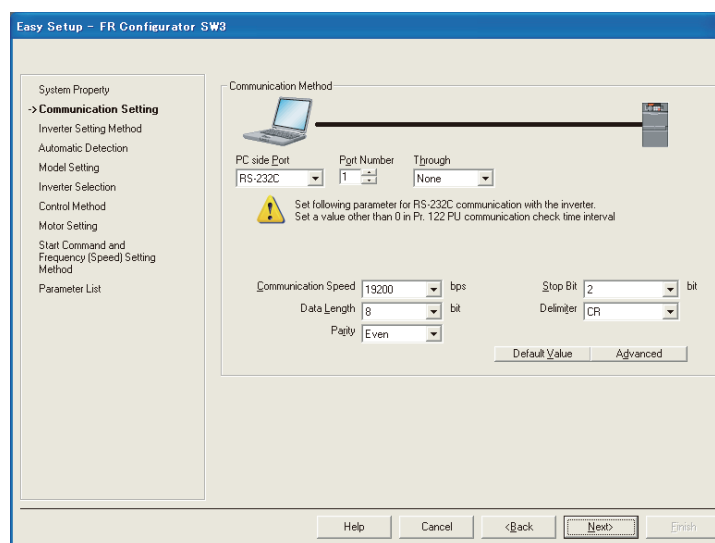 Easy Setup - FR Configurator SW3
System Property
-> Communication Setting
Inverter Setting Method
Automatic Detection
Model Setting
Inverter Selection
Control Method
Motor Setting
Start Command and
Frequency (Speed) Setting
Method
Parameter List
Communication Method
PC side Port
Port Number
Through
RS-232C
1
None
Set following parameter for RS-232C communication with the inverter.
Set a value other than 0 in Pr. 122 PU communication check time interval
Communication Speed 19200 bps
Stop Bit 2 bit
Data Length 8 bit
Delimiter CR
Parity Even
Default Value
Advanced
Help
Cancel
<Back
Next>
Finish